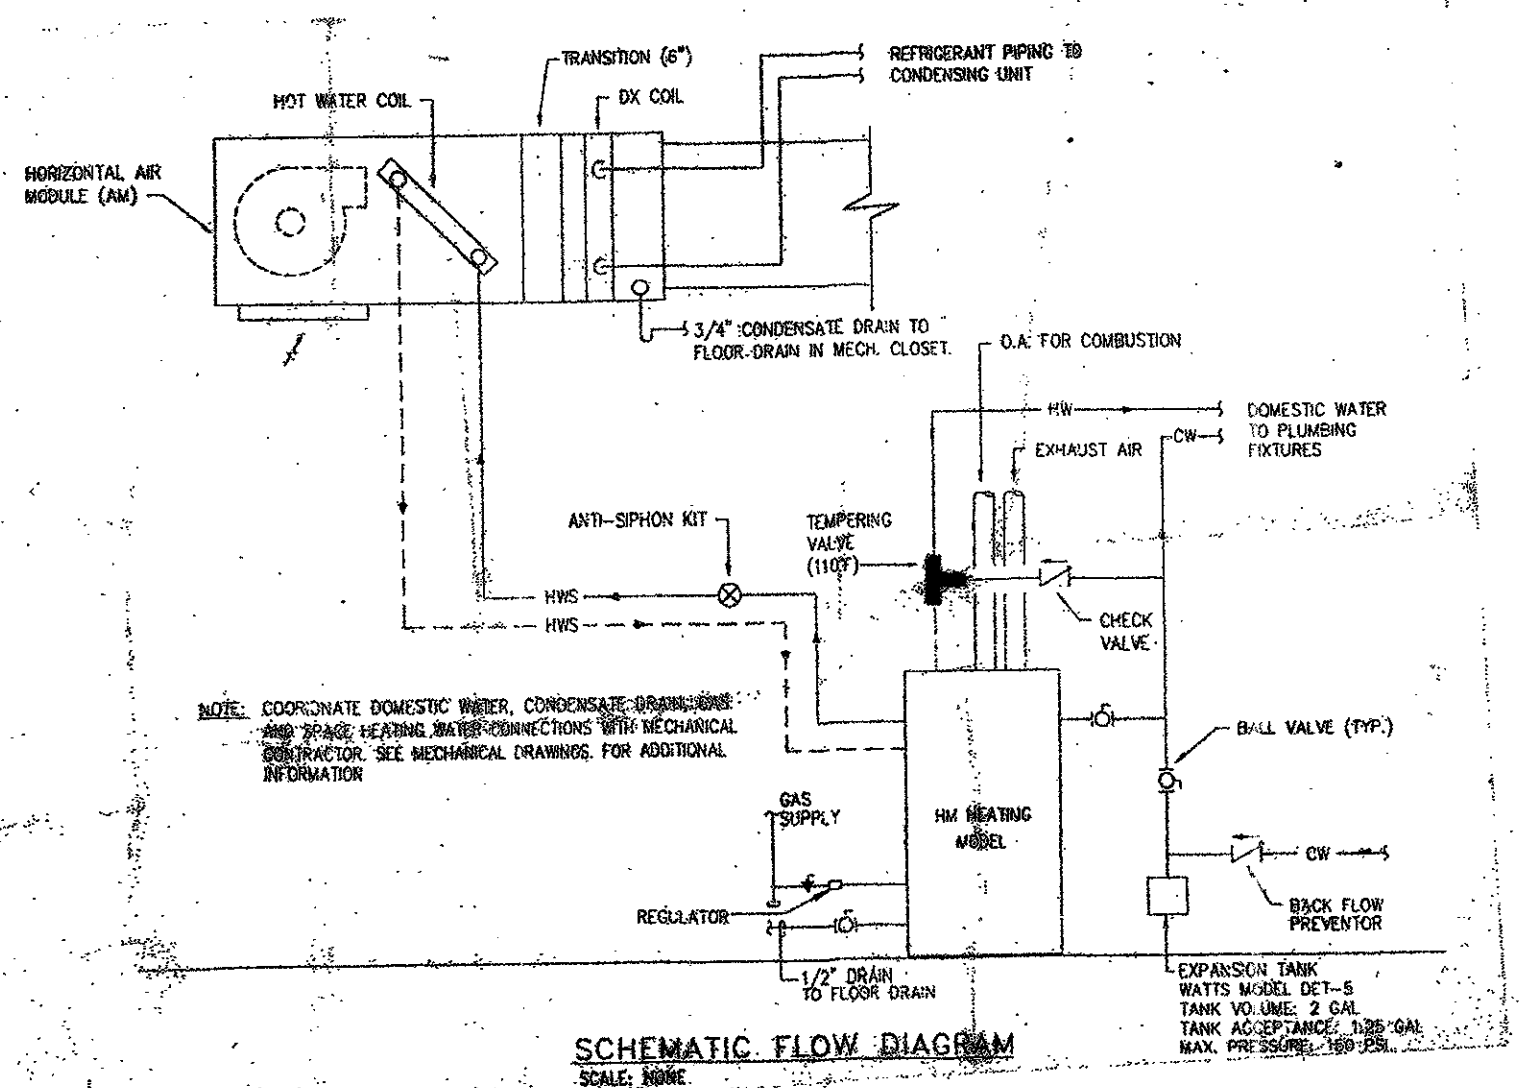 TRANSITION (6")
REFRIGERANT PIPING TO
CONDENSING UNIT
HOT WATER COIL
DX COIL
HORIZONTAL AIR
MODULE (AM)
3/4" CONDENSATE DRAIN TO
FLOOR DRAIN IN MECH. CLOSET.
O.A. FOR COMBUSTION
HW
DOMESTIC WATER
TO PLUMBING
FIXTURES
CW
EXHAUST AIR
ANTI-SIPHON KIT
TEMPERING
VALVE
(110°F)
HWS
HWS
CHECK
VALVE
NOTE: COORDINATE DOMESTIC WATER, CONDENSATE DRAIN, GAS
AND SPACE HEATING WATER CONNECTIONS WITH MECHANICAL
CONTRACTOR. SEE MECHANICAL DRAWINGS. FOR ADDITIONAL
INFORMATION
BALL VALVE (TYP.)
GAS
SUPPLY
HM HEATING
MODEL
CW
REGULATOR
BACK FLOW
PREVENTOR
1/2" DRAIN
TO FLOOR DRAIN
EXPANSION TANK
WATTS MODEL DET-5
TANK VOLUME: 2 GAL
TANK ACCEPTANCE: 1.25 GAL
MAX. PRESSURE: 150 PSI.
SCHEMATIC FLOW DIAGRAM
SCALE: NONE